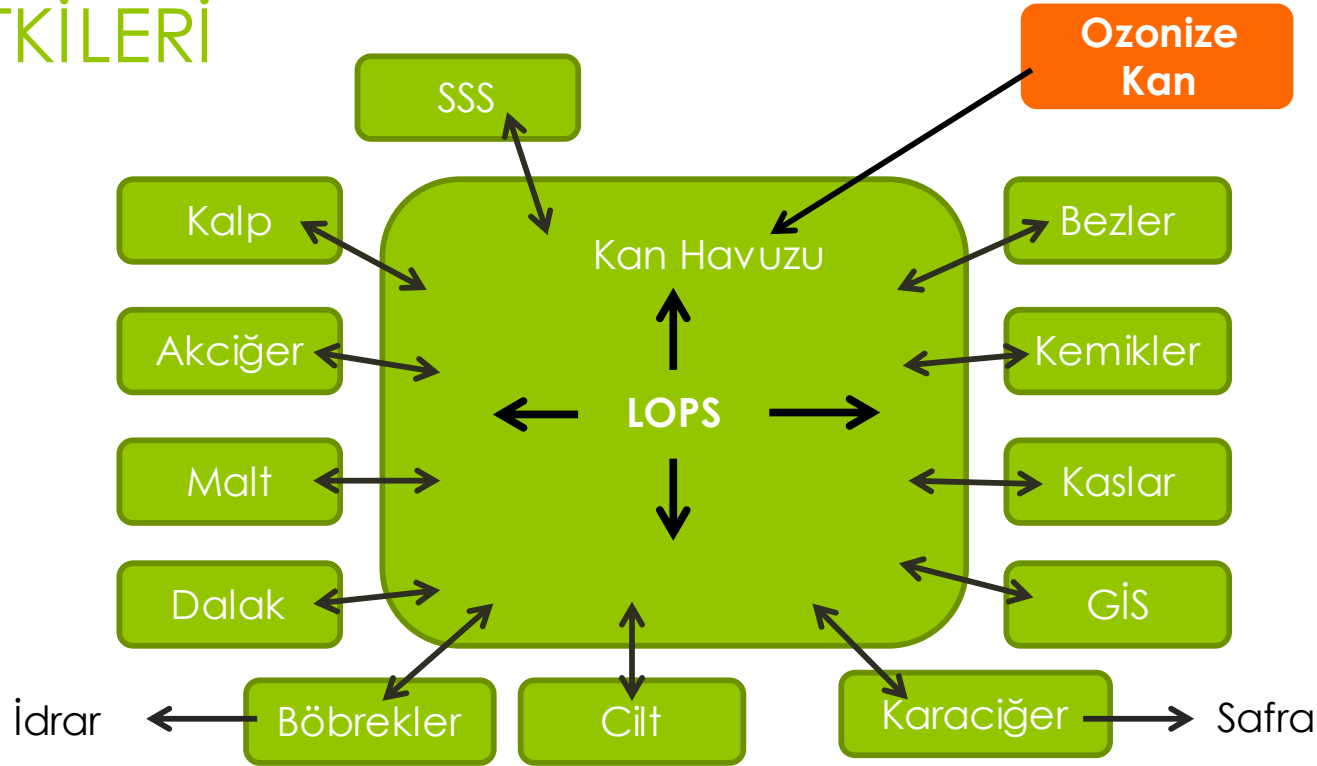 TKİLERİ
Ozonize
Kan
SSS
Kalp
Bezler
Kan Havuzu
Akciğer
Kemikler
LOPS
Malt
Kaslar
Dalak
GİS
İdrar
Böbrekler
Cilt
Karaciğer
Safra